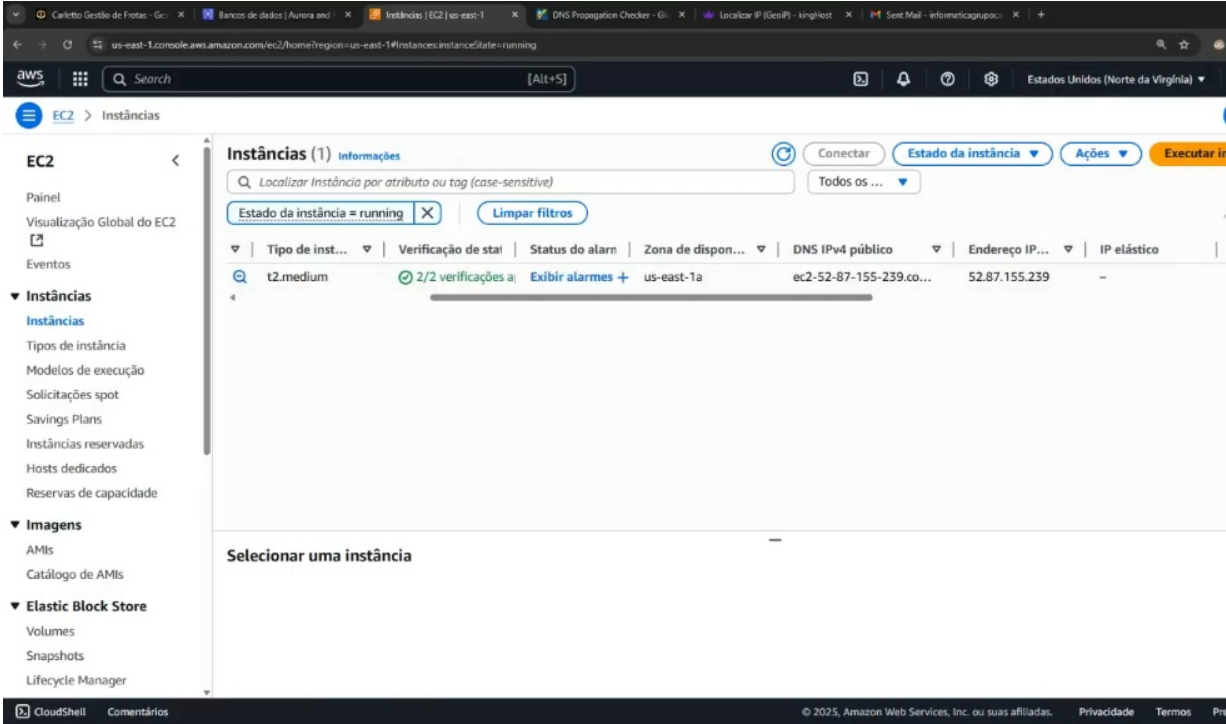 Carletto Gestão de Frotas - Ges
Bancos de dados | Aurora and
Instâncias | EC2 | us-east-1
DNS Propagation Checker - Gl
Localizar IP (GeoIP) - kingHost
Sent Mail - informaticagrupoca
us-east-1.console.aws.amazon.com/ec2/home?region=us-east-1#Instances:instanceState=running
aws
Search
[Alt+S]
Estados Unidos (Norte da Virgínia)
EC2 > Instâncias
EC2
Painel
Visualização Global do EC2
Eventos
Instâncias
Instâncias
Tipos de instância
Modelos de execução
Solicitações spot
Savings Plans
Instâncias reservadas
Hosts dedicados
Reservas de capacidade
Imagens
AMIs
Catálogo de AMIs
Elastic Block Store
Volumes
Snapshots
Lifecycle Manager
Instâncias (1) Informações
Conectar
Estado da instância
Ações
Executar in
Localizar Instância por atributo ou tag (case-sensitive)
Todos os ...
Estado da instância = running
Limpar filtros
Tipo de inst... Verificação de stat Status do alarn Zona de dispon... DNS IPv4 público Endereço IP... IP elástico
t2.medium 2/2 verificações a Exibir alarmes + us-east-1a ec2-52-87-155-239.co... 52.87.155.239 –
Selecionar uma instância
CloudShell Comentários © 2025, Amazon Web Services, Inc. ou suas afiliadas. Privacidade Termos Pr